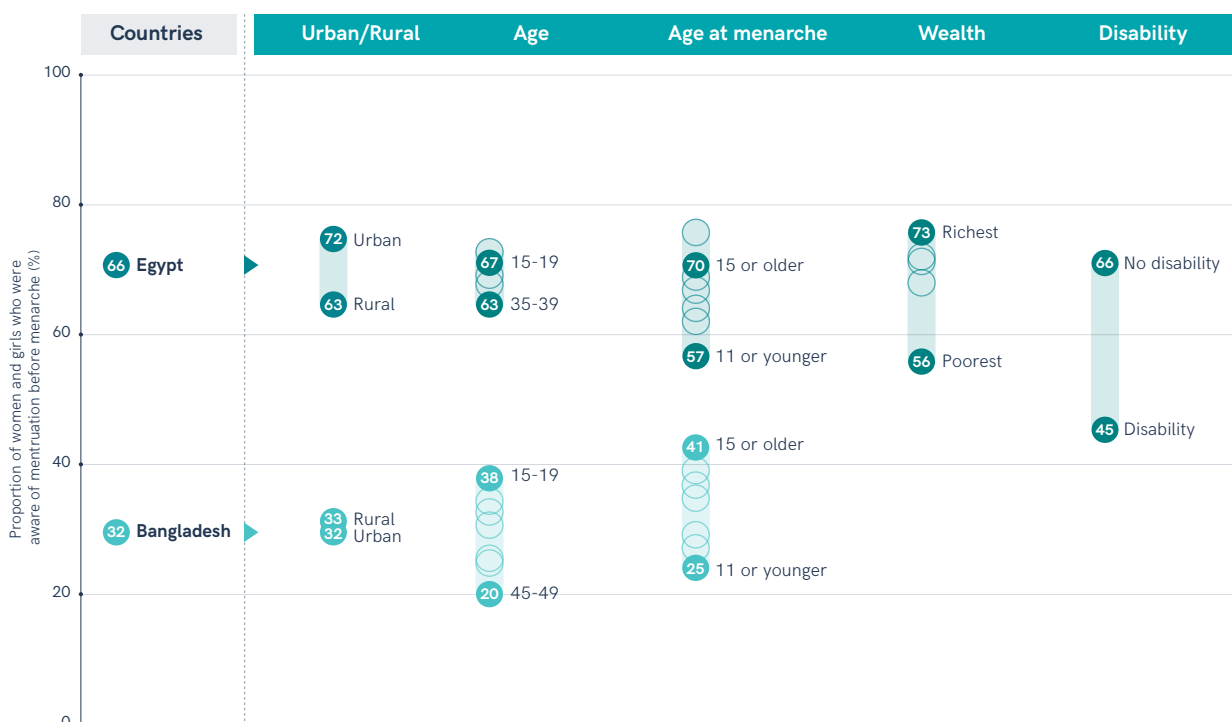 Countries
Urban/Rural
Age
Age at menarche
Wealth
Disability
Proportion of women and girls who were
aware of mentruation before menarche (%)
100
80
60
40
20
0
66 Egypt
72 Urban
63 Rural
67 15-19
63 35-39
70 15 or older
57 11 or younger
73 Richest
56 Poorest
66 No disability
45 Disability
32 Bangladesh
33 Rural
32 Urban
38 15-19
20 45-49
41 15 or older
25 11 or younger